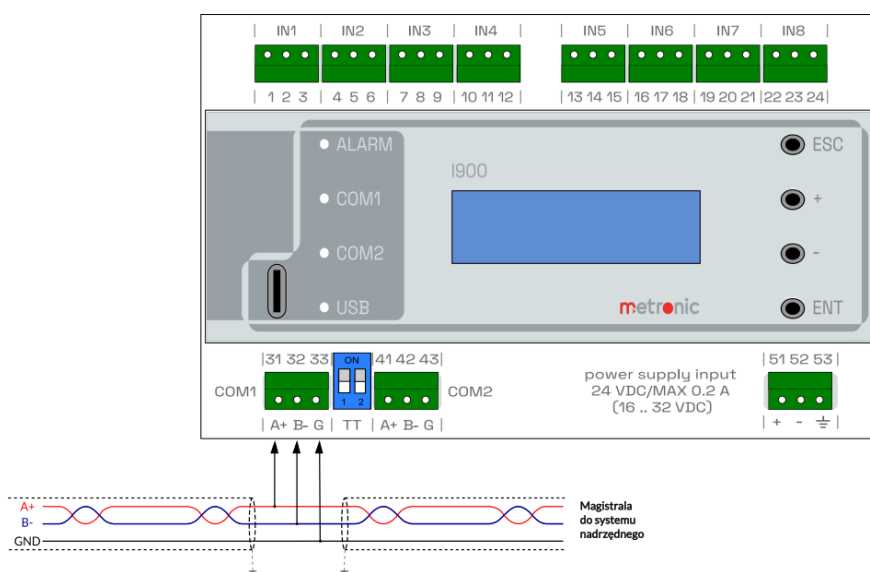 | IN1 | IN2 | IN3 | IN4 | | IN5 | IN6 | IN7 | IN8 |
| 1 2 3 | 4 5 6 | 7 8 9 | 10 11 12 | | 13 14 15 | 16 17 18 | 19 20 21 | 22 23 24 |
ALARM
COM1
COM2
USB
I900
metronic
ESC
+
-
ENT
| 31 32 33 | ON | 41 42 43 |
COM1
1 2
COM2
| A+ B- G | TT | A+ B- G |
power supply input
24 VDC/MAX 0.2 A
(16 .. 32 VDC)
| 51 52 53 |
| + - |
A+
B-
GND
Magistrala
do systemu
nadrzędnego